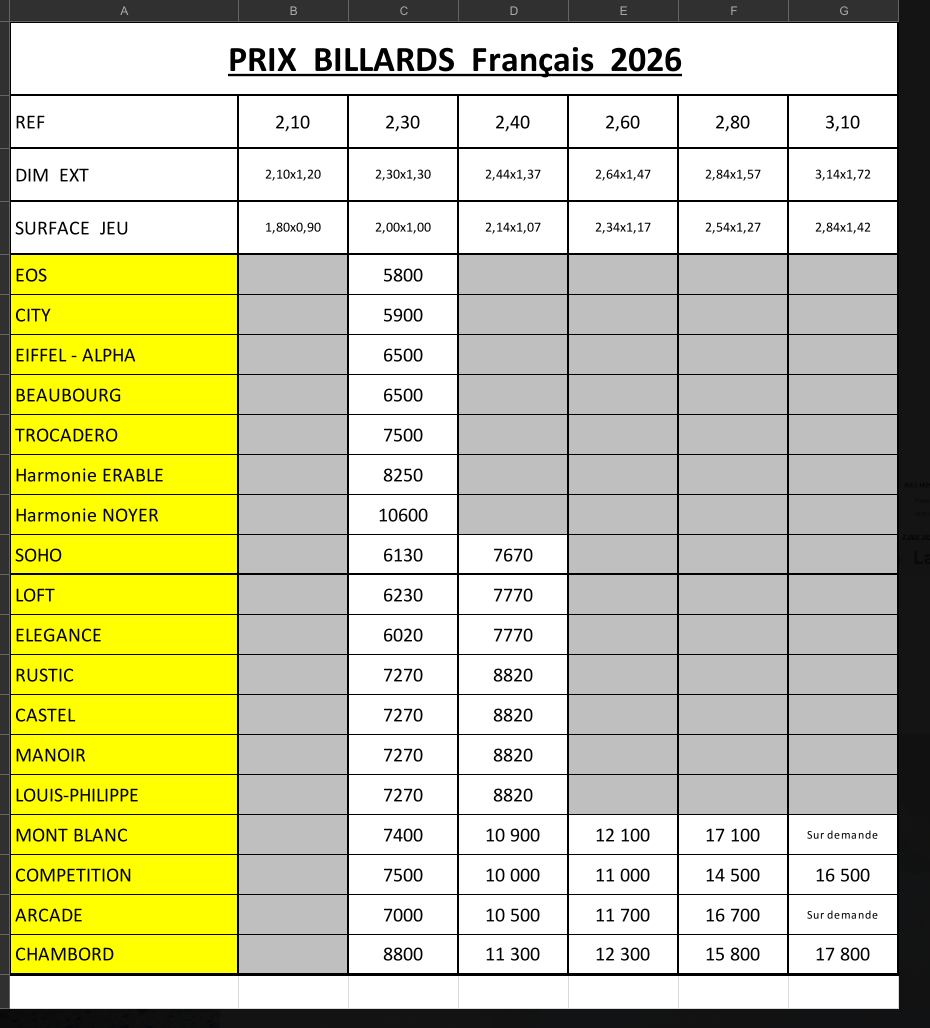 A B C D E F G
PRIX BILLARDS Français 2026
REF 2,10 2,30 2,40 2,60 2,80 3,10
DIM EXT 2,10x1,20 2,30x1,30 2,44x1,37 2,64x1,47 2,84x1,57 3,14x1,72
SURFACE JEU 1,80x0,90 2,00x1,00 2,14x1,07 2,34x1,17 2,54x1,27 2,84x1,42
EOS 5800
CITY 5900
EIFFEL - ALPHA 6500
BEAUBOURG 6500
TROCADERO 7500
Harmonie ERABLE 8250
Harmonie NOYER 10600
SOHO 6130 7670
LOFT 6230 7770
ELEGANCE 6020 7770
RUSTIC 7270 8820
CASTEL 7270 8820
MANOIR 7270 8820
LOUIS-PHILIPPE 7270 8820
MONT BLANC 7400 10 900 12 100 17 100 Sur demande
COMPETITION 7500 10 000 11 000 14 500 16 500
ARCADE 7000 10 500 11 700 16 700 Sur demande
CHAMBORD 8800 11 300 12 300 15 800 17 800